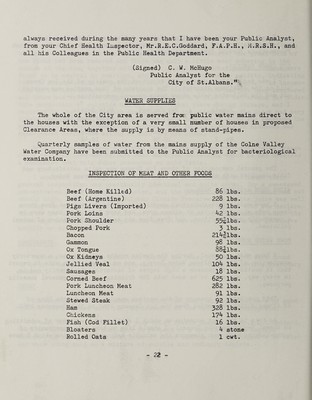 always received during the many years that I have been your Public Analyst,
from your Chief Health Inspector, Mr.R.E.C.Goddard, F.A.P.H., M.R.S.H., and
all his Colleagues in the Public Health Department.
(Signed) C. W. McHugo
Public Analyst for the
City of St.Albans."
WATER SUPPLIES
The whole of the City area is served from public water mains direct to
the houses with the exception of a very small number of houses in proposed
Clearance Areas, where the supply is by means of stand-pipes.
Quarterly samples of water from the mains supply of the Colne Valley
Water Company have been submitted to the Public Analyst for bacteriological
examination.
INSPECTION OF MEAT AND OTHER FOODS
Beef (Home Killed) 86 lbs.
Beef (Argentine) 228 lbs.
Pigs Livers (Imported) 9 lbs.
Pork Loins 42 lbs.
Pork Shoulder lbs.
Chopped Pork 3 lbs.
Bacon lbs.
Gammon 98 lbs.
Ox Tongue lbs.
Ox Kidneys 50 lbs.
Jellied Veal 104 lbs.
Sausages 18 lbs.
Corned Beef 625 lbs.
Pork Luncheon Meat 282 lbs.
Luncheon Meat 91 lbs.
Stewed Steak 92 lbs.
Ham 328 lbs.
Chickens 174 lbs.
Fish (Cod Fillet) 16 lbs.
Bloaters 4 stone
Rolled Oats 1 cwt.
- 22 -